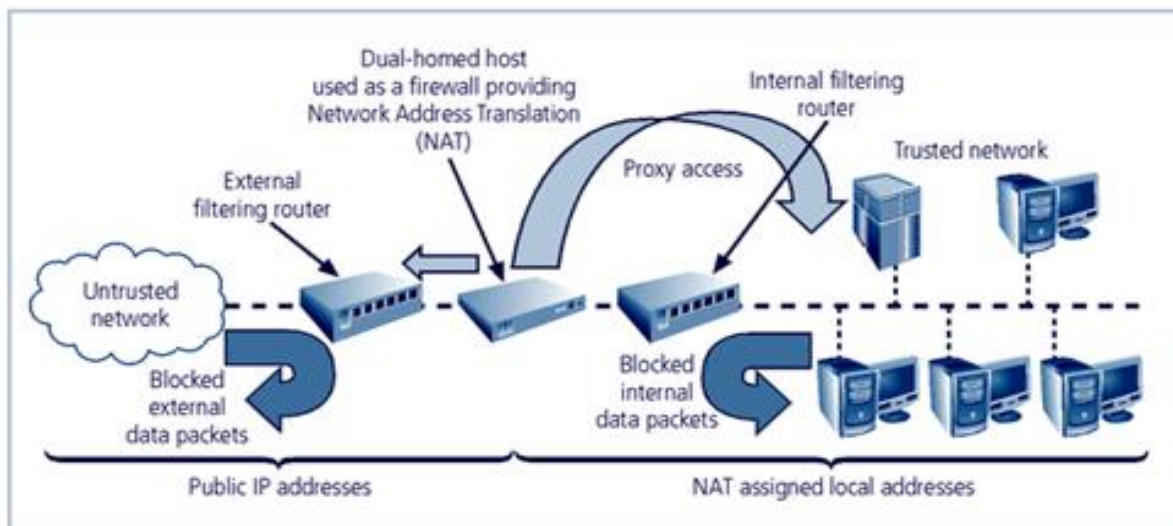 Dual-homed host
used as a firewall providing
Network Address Translation
(NAT)
Internal filtering
router
Proxy access
Trusted network
External
filtering router
Untrusted
network
Blocked
external
data packets
Blocked
internal
data packets
Public IP addresses
NAT assigned local addresses